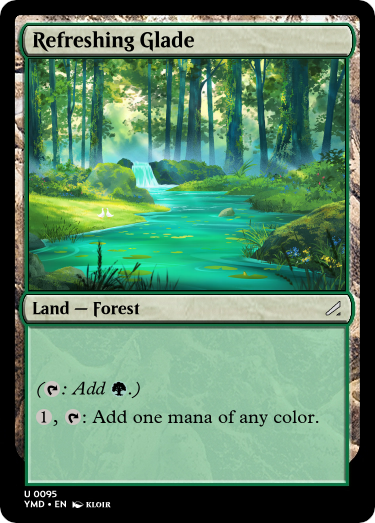 Refreshing Glade
Land — Forest
(: Add .)
1, : Add one mana of any color.
U 0095
YMD • EN KLOIR